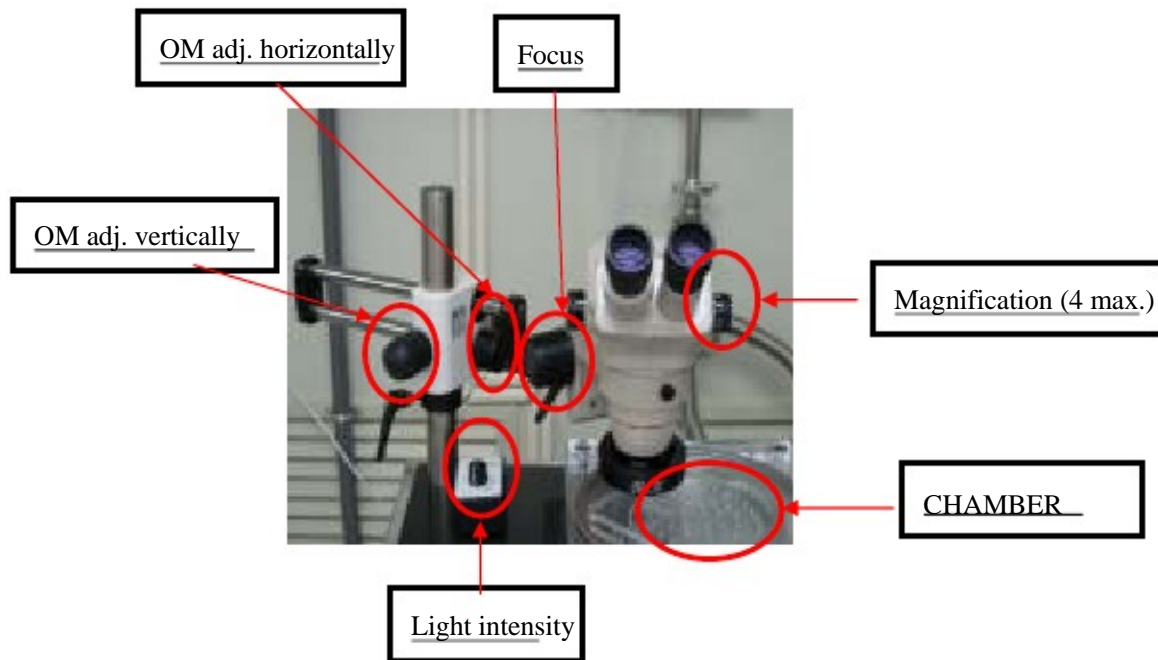 OM adj. horizontally
Focus
OM adj. vertically
Magnification (4 max.)
CHAMBER
Light intensity